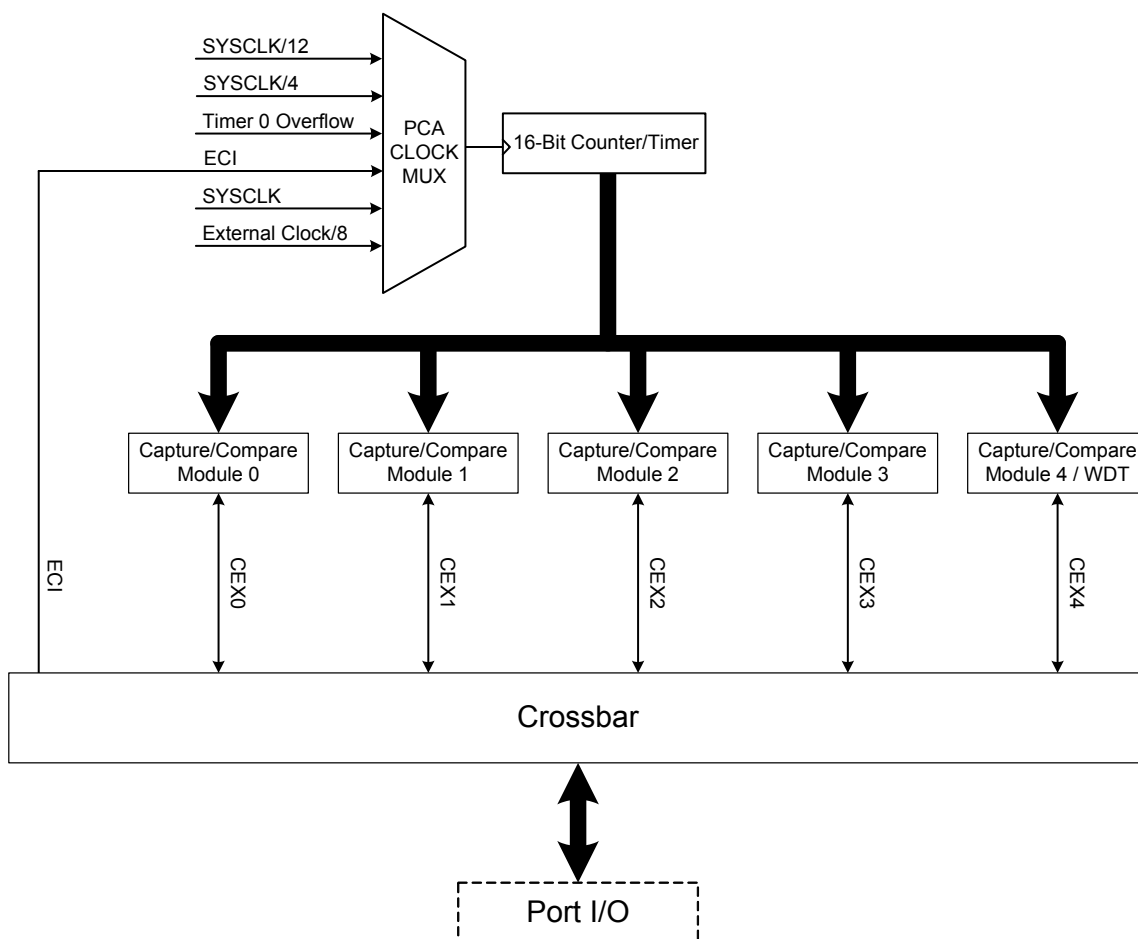 SYSCLK/12
SYSCLK/4
Timer 0 Overflow
ECI
SYSCLK
External Clock/8
PCA
CLOCK
MUX
16-Bit Counter/Timer
Capture/Compare
Module 0
Capture/Compare
Module 1
Capture/Compare
Module 2
Capture/Compare
Module 3
Capture/Compare
Module 4 / WDT
ECI
CEX0
CEX1
CEX2
CEX3
CEX4
Crossbar
Port I/O